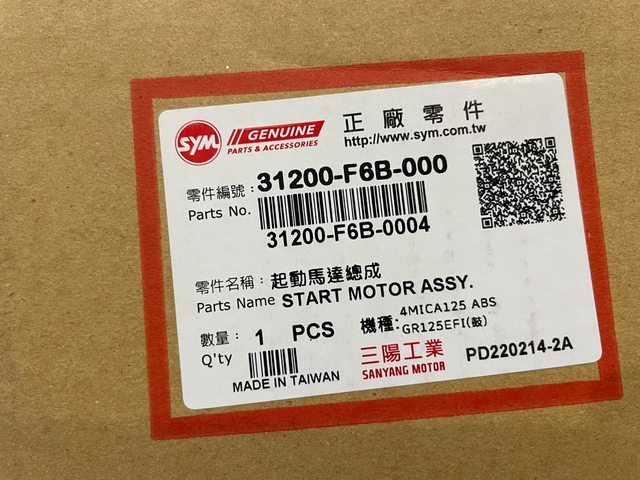 SYM GENUINE PARTS & ACCESSORIES
正廠零件
http://www.sym.com.tw
零件編號：31200-F6B-000
Parts No.
31200-F6B-0004
零件名稱：起動馬達總成
Parts Name START MOTOR ASSY.
數量：1 PCS
Q'ty
機種：4MICA125 ABS
GR125EFI(鼓)
MADE IN TAIWAN
三陽工業
SANYANG MOTOR
PD220214-2A